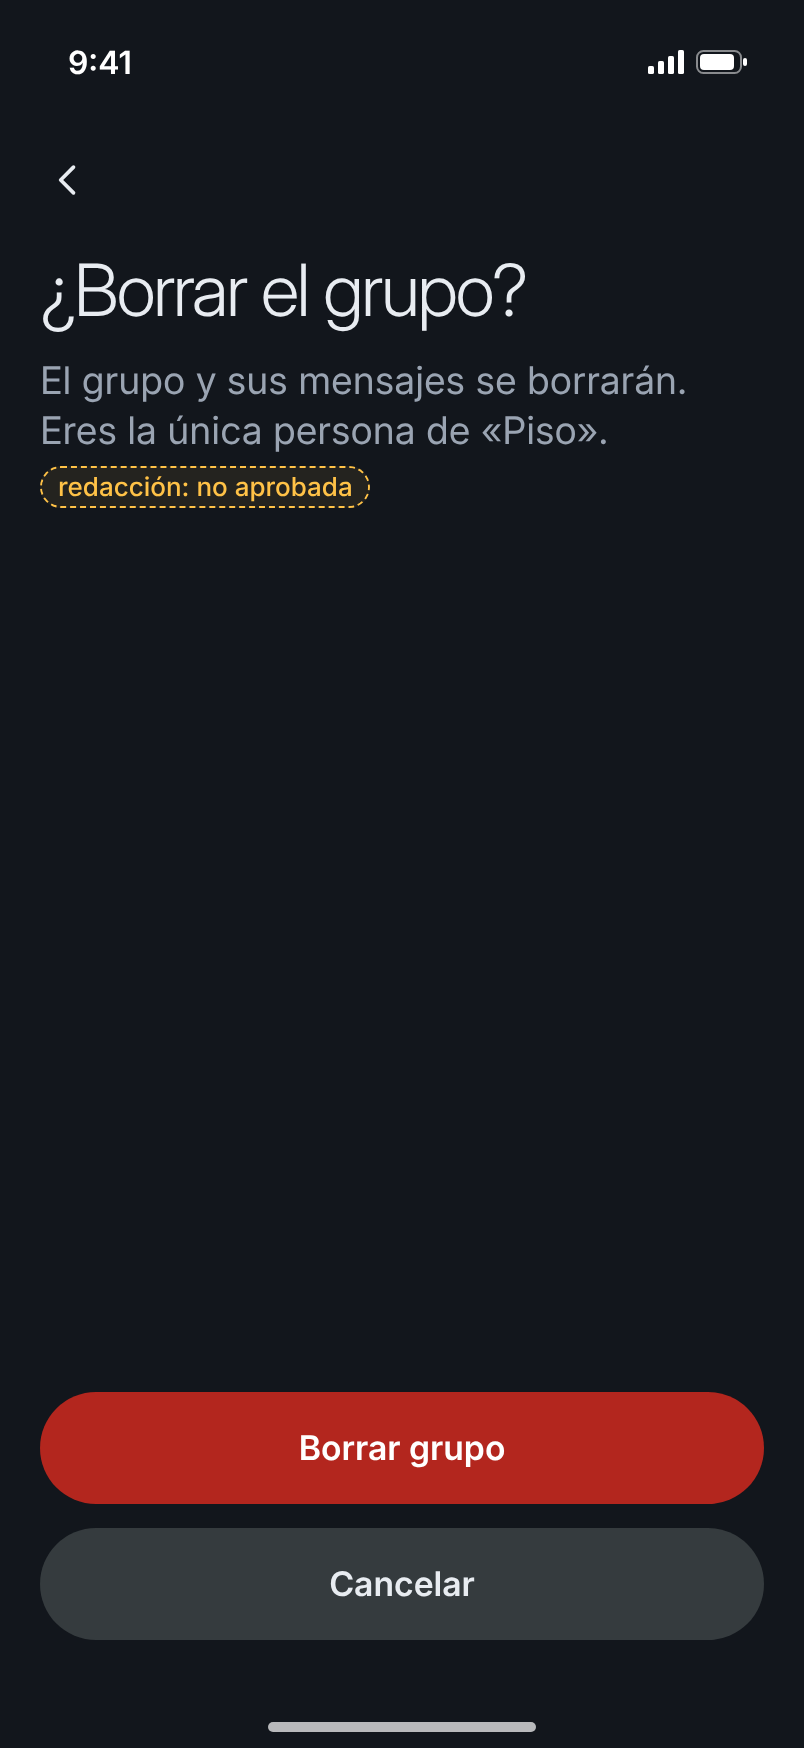 9:41
¿Borrar el grupo?
El grupo y sus mensajes se borrarán.
Eres la única persona de «Piso».
redacción: no aprobada
Borrar grupo
Cancelar